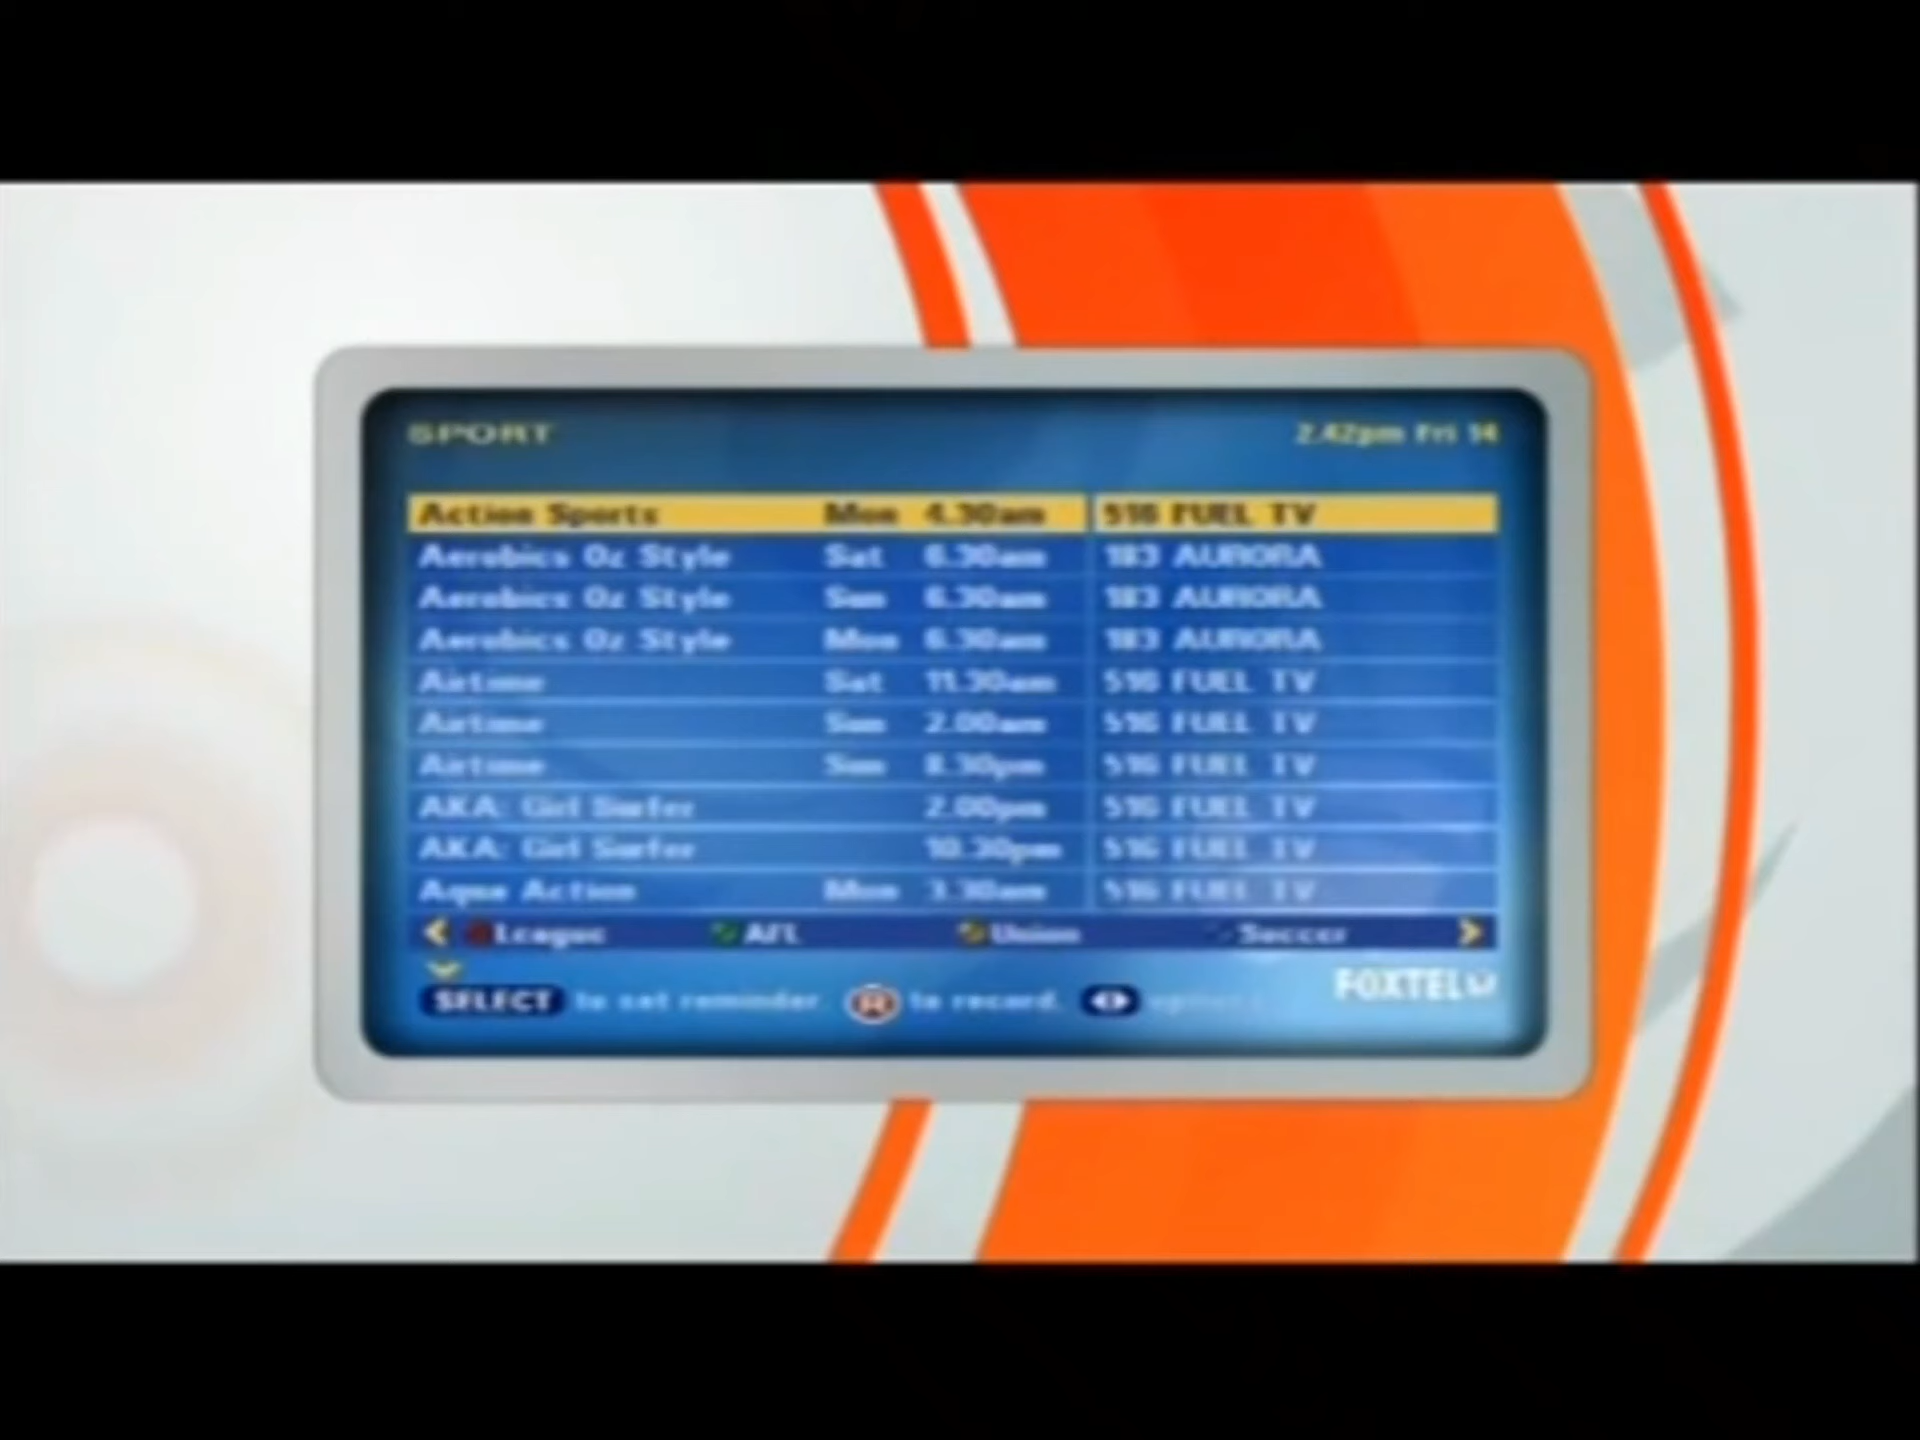 SPORT 2.42pm Fri 14
Action Sports Mon 4.30am 516 FUEL TV
Aerobics Oz Style Sat 6.30am 183 AURORA
Aerobics Oz Style Sun 6.30am 183 AURORA
Aerobics Oz Style Mon 6.30am 183 AURORA
Airtime Sat 11.30am 516 FUEL TV
Airtime Sun 2.00am 516 FUEL TV
Airtime Sun 8.30pm 516 FUEL TV
AKA: Girl Surfer 2.00pm 516 FUEL TV
AKA: Girl Surfer 10.30pm 516 FUEL TV
Aqua Action Mon 3.30am 516 FUEL TV
League AFL Union Soccer
SELECT to set reminder R to record. options
FOXTEL